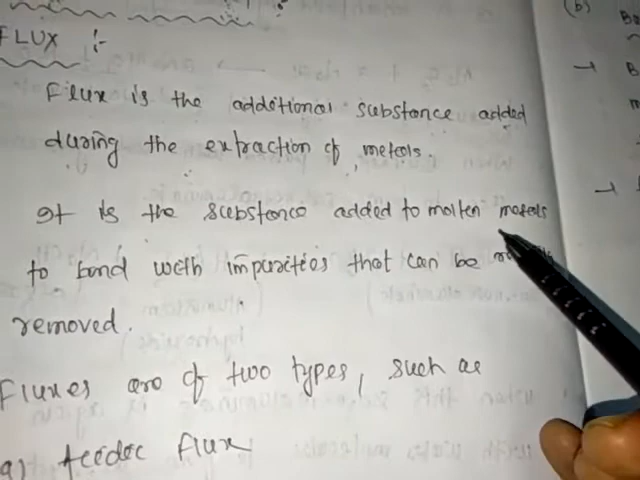 FLUX :-
Flux is the additional substance added
during the extraction of metals.
It is the substance added to molten metals
to bond with impurities that can be
removed.
Fluxes are of two types, such as
a) Acidic flux
(b)